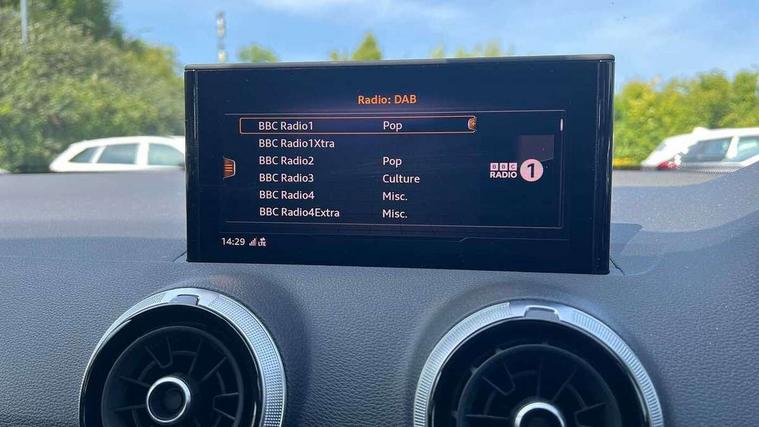 Radio: DAB
BBC Radio1 Pop
BBC Radio1Xtra
BBC Radio2 Pop
BBC Radio3 Culture
BBC Radio4 Misc.
BBC Radio4Extra Misc.
BBC
RADIO 1
14:29 LTE